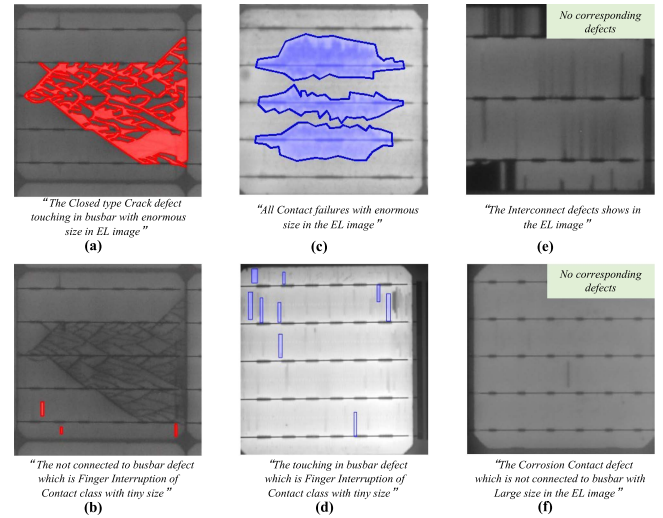 No corresponding
defects
“The Closed type Crack defect
touching in busbar with enormous
size in EL image”
(a)
“All Contact failures with enormous
size in the EL image”
(c)
“The Interconnect defects shows in
the EL image”
(e)
No corresponding
defects
“The not connected to busbar defect
which is Finger Interruption of
Contact class with tiny size”
(b)
“The touching in busbar defect
which is Finger Interruption of
Contact class with tiny size”
(d)
“The Corrosion Contact defect
which is not connected to busbar with
Large size in the EL image”
(f)